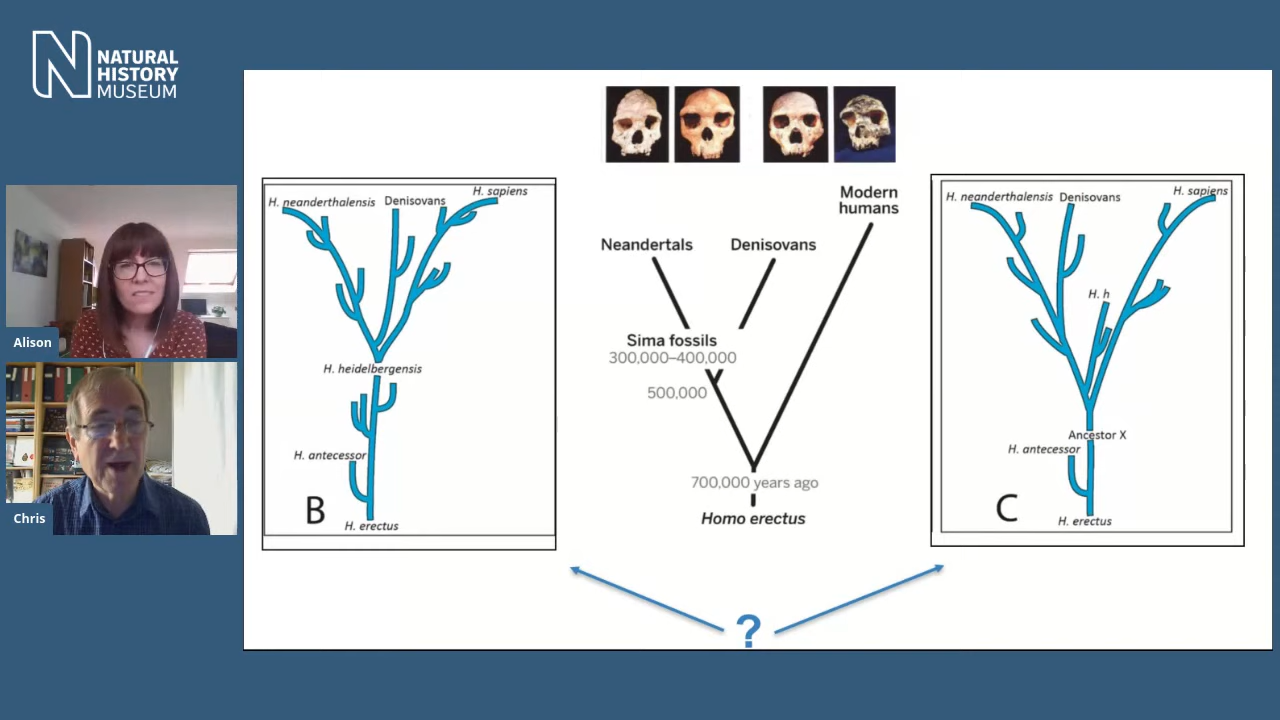 NATURAL
HISTORY
MUSEUM
Alison
Chris
H. neanderthalensis
Denisovans
H. sapiens
H. heidelbergensis
H. antecessor
B
H. erectus
Modern
humans
Neandertals
Denisovans
Sima fossils
300,000–400,000
500,000
700,000 years ago
Homo erectus
H. neanderthalensis
Denisovans
H. sapiens
H. h
Ancestor X
H. antecessor
C
H. erectus
?